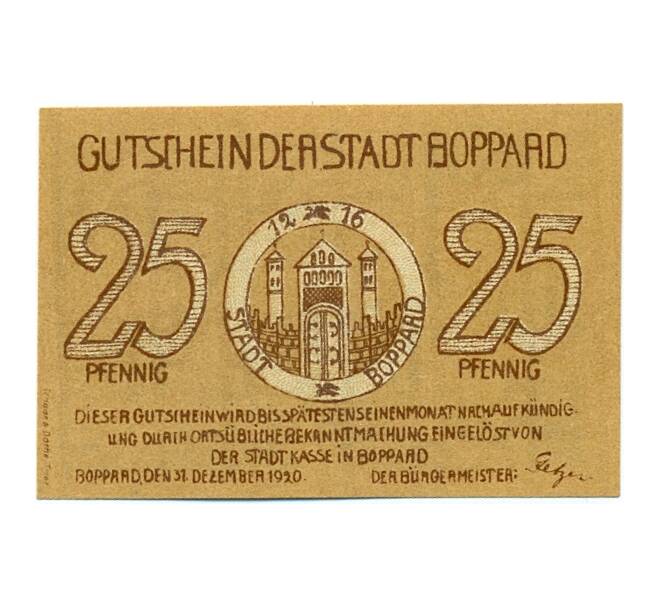 GUTSCHEIN DER STADT BOPPARD
12 16
25
25
STADT BOPPARD
PFENNIG
PFENNIG
DIESER GUTSCHEIN WIRD BIS SPÄTESTENS EINEN MONAT NACH AUFKÜNDIG-
UNG DURCH ORTSÜBLICHE BEKANNTMACHUNG EINGELÖST VON
DER STADTKASSE IN BOPPARD
BOPPARD, DEN 31. DEZEMBER 1920. DER BÜRGERMEISTER: